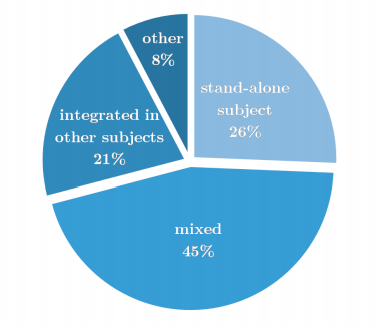 other
8%
stand-alone
subject
26%
integrated in
other subjects
21%
mixed
45%